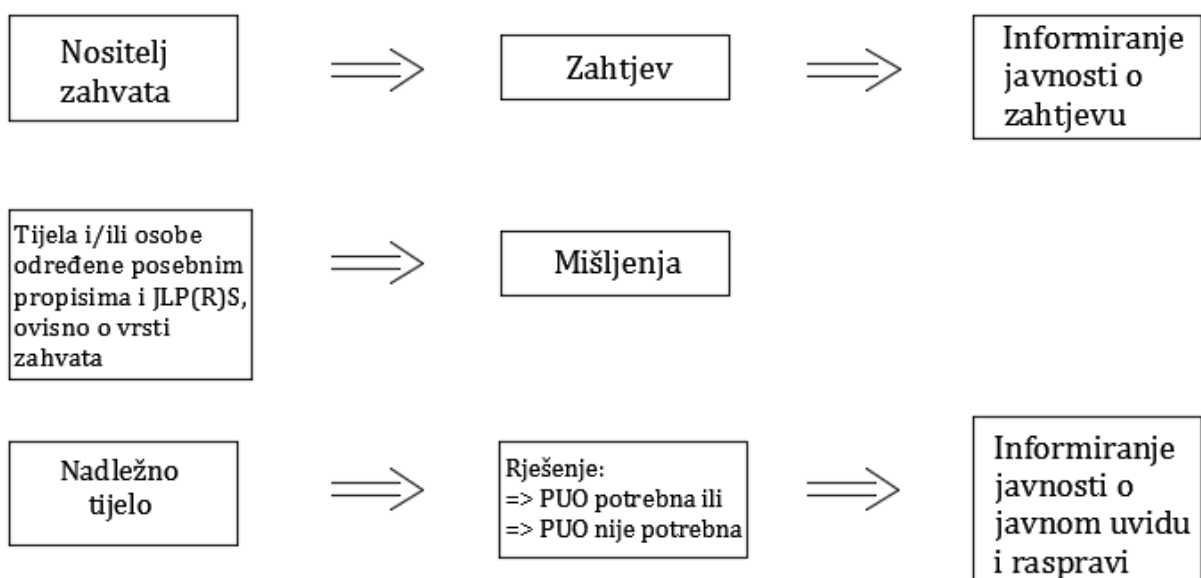 Nositelj
zahvata
Zahtjev
Informiranje
javnosti o
zahtjevu
Tijela i/ili osobe
određene posebnim
propisima i JLP(R)S,
ovisno o vrsti
zahvata
Mišljenja
Nadležno
tijelo
Rješenje:
=> PUO potrebna ili
=> PUO nije potrebna
Informiranje
javnosti o
javnom uvidu
i raspravi